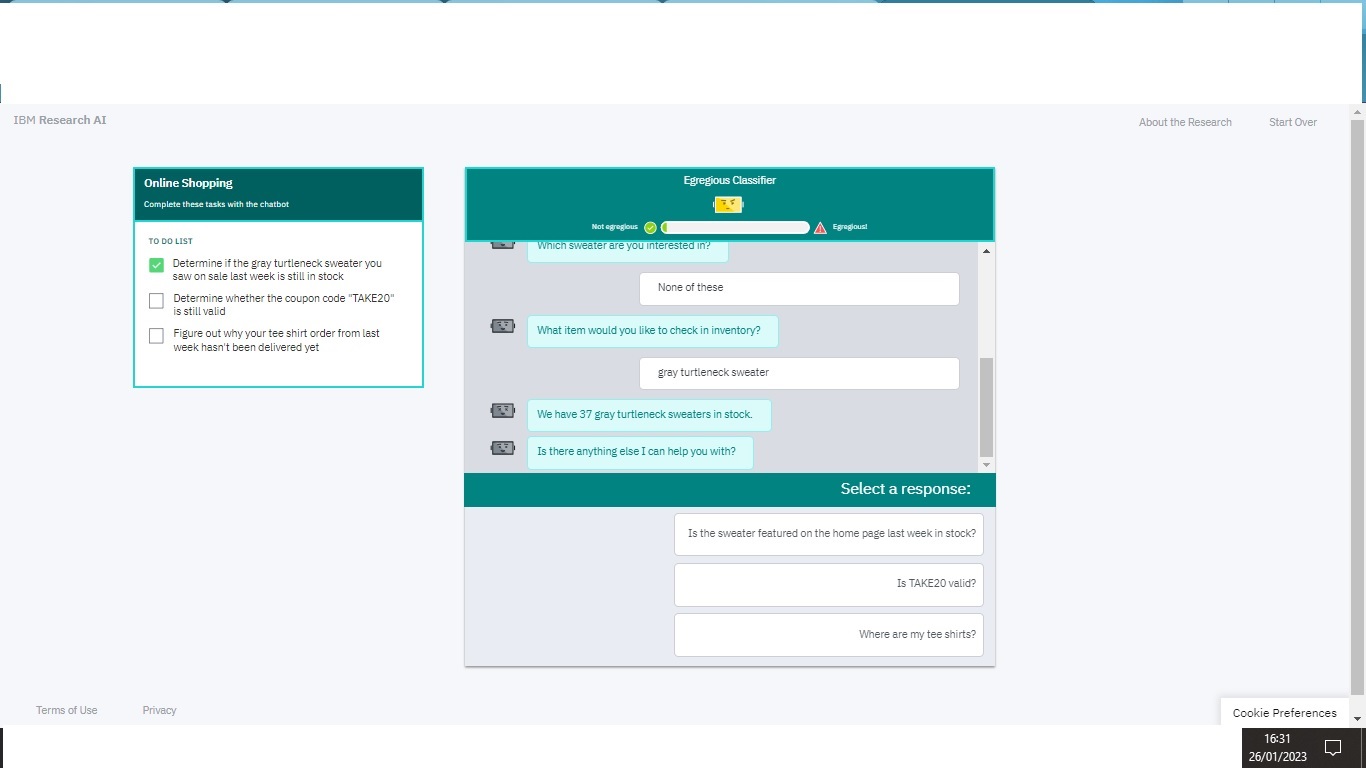 IBM Research AI
About the Research
Start Over
Online Shopping
Complete these tasks with the chatbot
TO DO LIST
Determine if the gray turtleneck sweater you
saw on sale last week is still in stock
Determine whether the coupon code "TAKE20"
is still valid
Figure out why your tee shirt order from last
week hasn't been delivered yet
Egregious Classifier
Not egregious
Egregious!
Which sweater are you interested in?
None of these
What item would you like to check in inventory?
gray turtleneck sweater
We have 37 gray turtleneck sweaters in stock.
Is there anything else I can help you with?
Select a response:
Is the sweater featured on the home page last week in stock?
Is TAKE20 valid?
Where are my tee shirts?
Terms of Use
Privacy
Cookie Preferences
16:31
26/01/2023